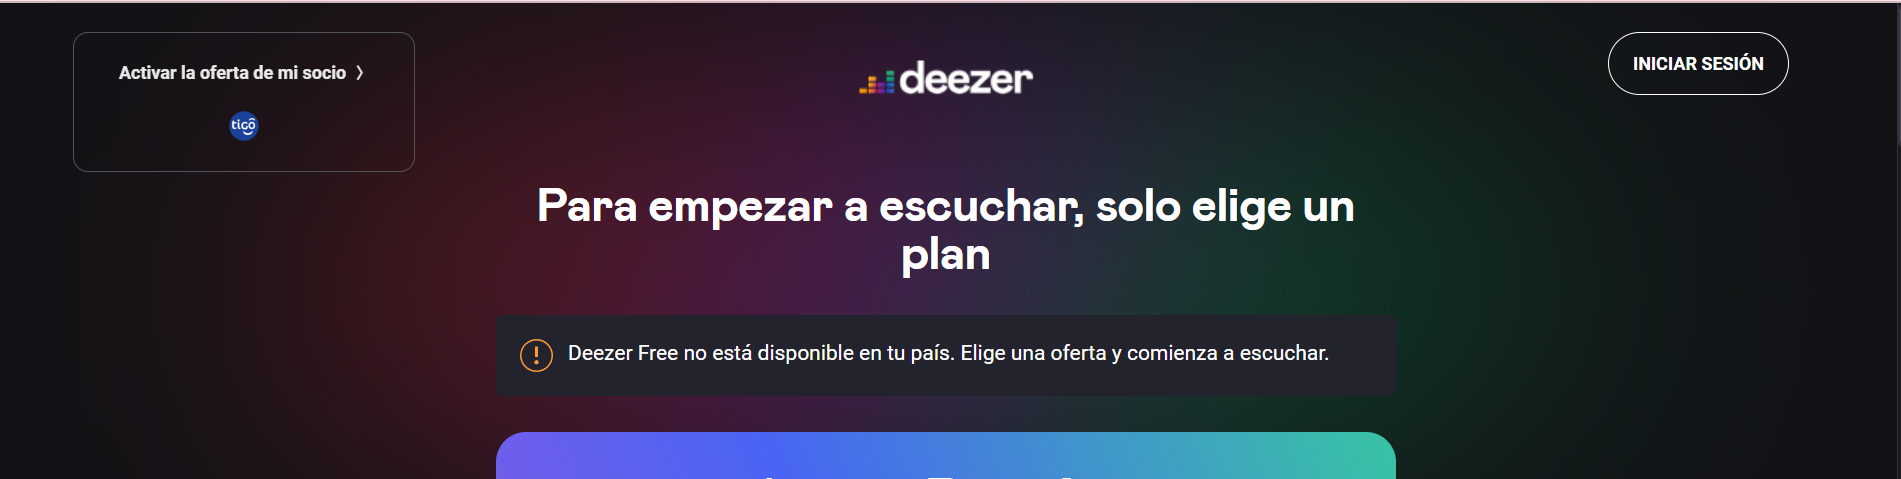 Activar la oferta de mi socio
tigo
deezer
INICIAR SESIÓN
Para empezar a escuchar, solo elige un
plan
Deezer Free no está disponible en tu país. Elige una oferta y comienza a escuchar.